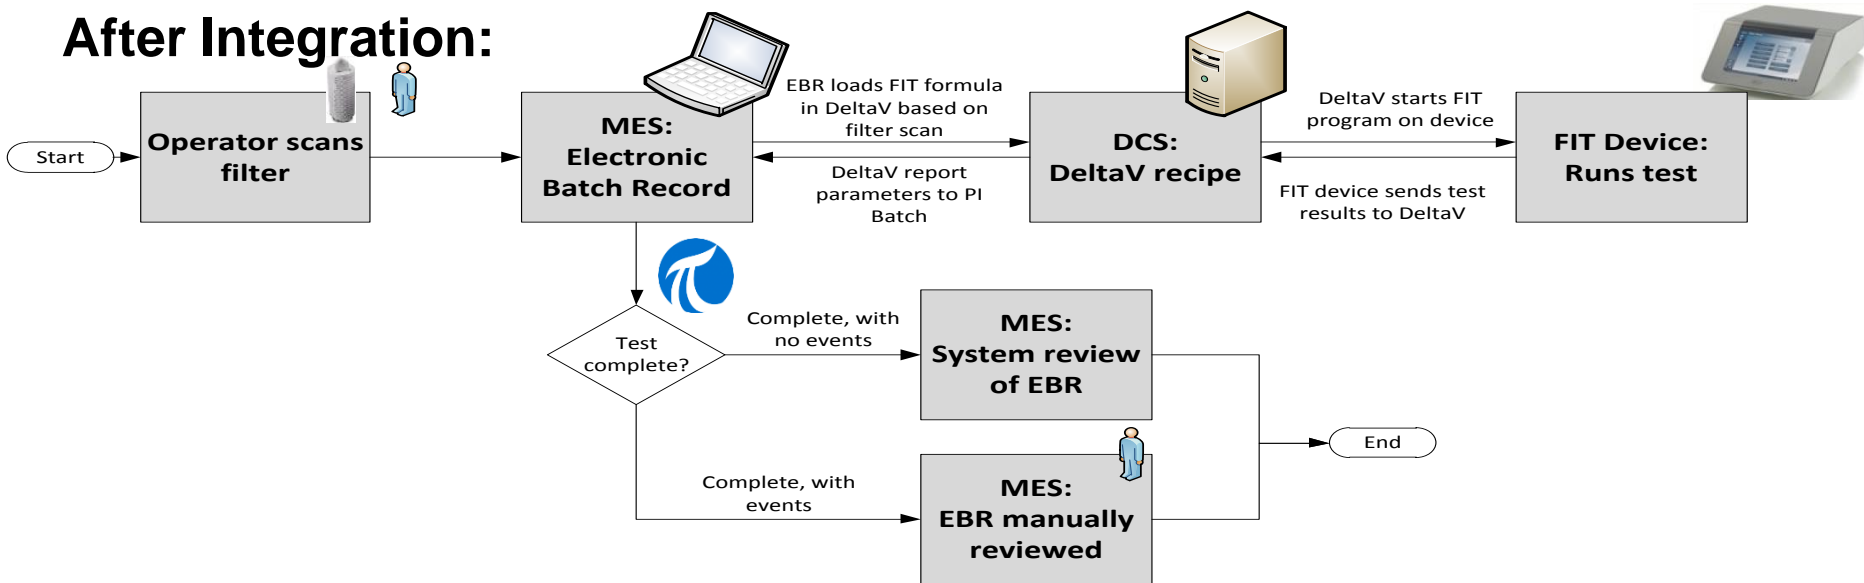 After Integration:
Start
Operator scans
filter
MES:
Electronic
Batch Record
EBR loads FIT formula
in DeltaV based on
filter scan
DeltaV report
parameters to PI
Batch
DCS:
DeltaV recipe
DeltaV starts FIT
program on device
FIT device sends test
results to DeltaV
FIT Device:
Runs test
Test
complete?
Complete, with
no events
MES:
System review
of EBR
Complete, with
events
MES:
EBR manually
reviewed
End